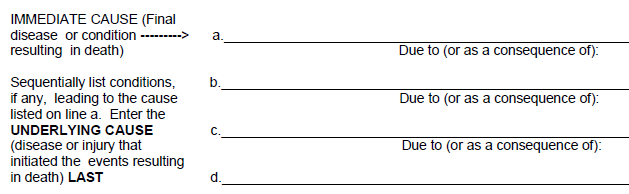 IMMEDIATE CAUSE (Final
disease or condition --------->
resulting in death)
a.
Due to (or as a consequence of):
Sequentially list conditions,
if any, leading to the cause
listed on line a. Enter the
UNDERLYING CAUSE
(disease or injury that
initiated the events resulting
in death) LAST
b.
Due to (or as a consequence of):
c.
Due to (or as a consequence of):
d.